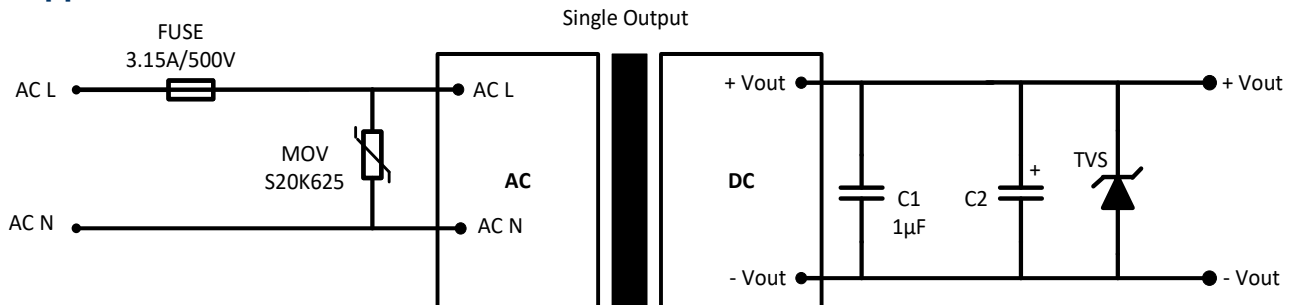 Single Output
FUSE
3.15A/500V
AC L
AC L
MOV
S20K625
AC
AC N
AC N
DC
+ Vout
- Vout
C1
1µF
C2
+
TVS
+ Vout
- Vout